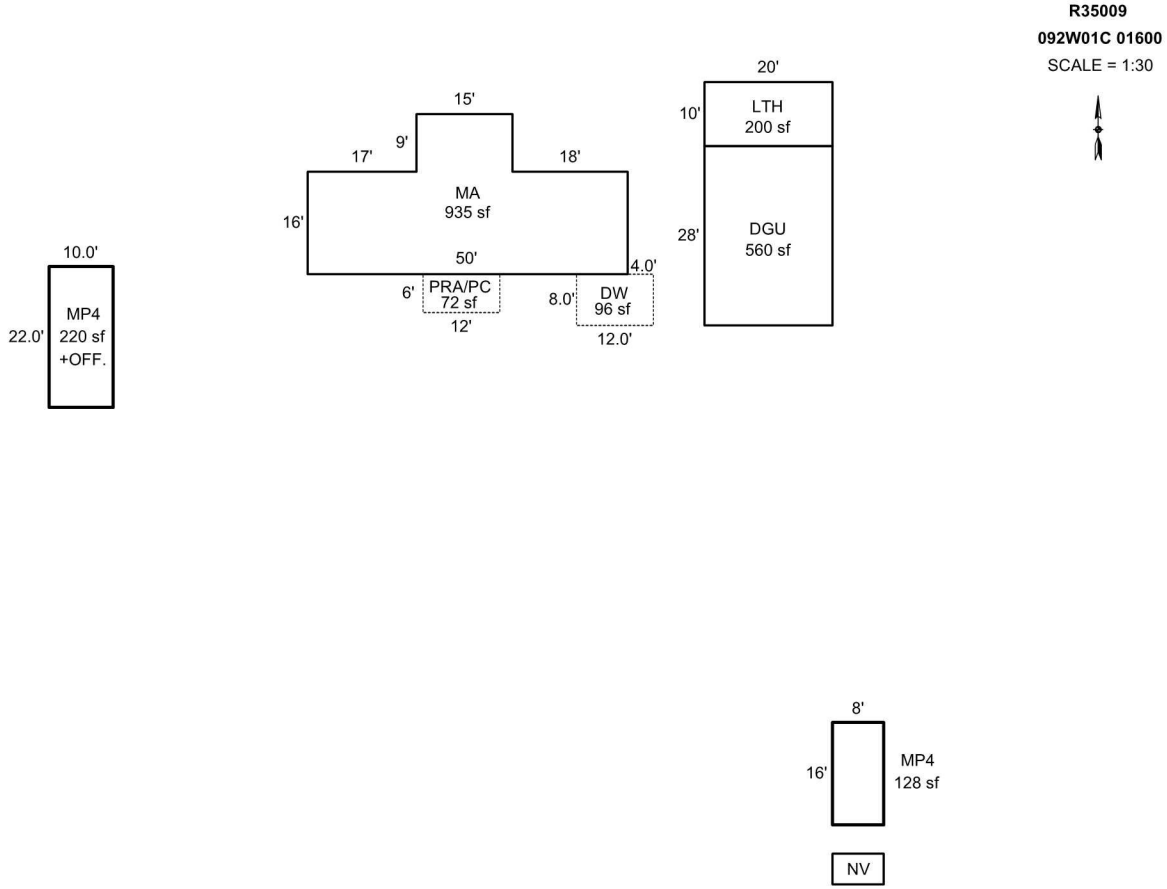 R35009
092W01C 01600
SCALE = 1:30
20'
10'
LTH
200 sf
15'
9'
17'
18'
MA
935 sf
16'
28'
DGU
560 sf
50'
4.0'
6'
PRA/PC
72 sf
12'
8.0'
DW
96 sf
12.0'
10.0'
22.0'
MP4
220 sf
+OFF.
8'
16'
MP4
128 sf
NV